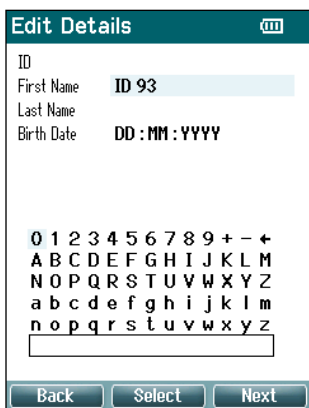 Edit Details
ID
First Name ID 93
Last Name
Birth Date DD : MM : YYYY
0 1 2 3 4 5 6 7 8 9 + - ←
A B C D E F G H I J K L M
N O P Q R S T U V W X Y Z
a b c d e f g h i j k l m
n o p q r s t u v w x y z
Back Select Next